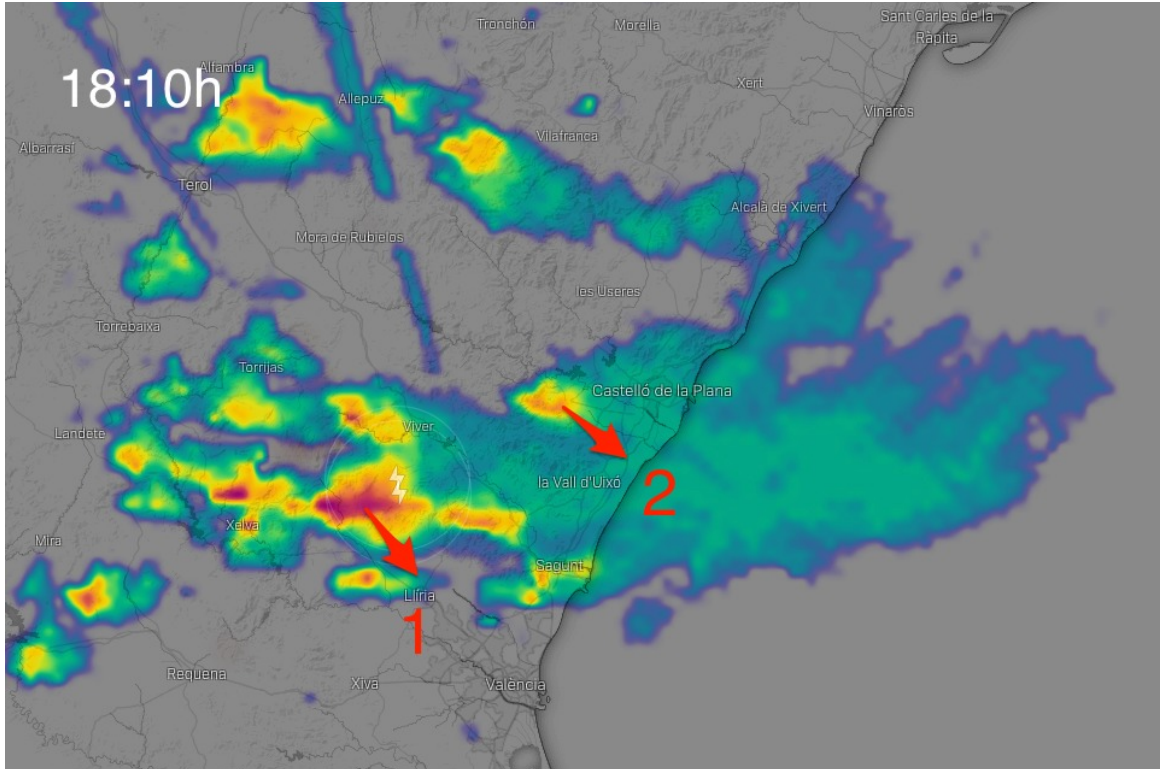 Sant Carles de la
Ràpita
Tronchón
Morella
18:10h
Alfambra
Allepuz
Xert
Vinaròs
Vilafranca
Albarrasí
Terol
Alcalà de Xivert
Mora de Rubielos
los Useres
Torrebaixa
Torrijas
Castelló de la Plana
Viver
Landete
la Vall d'Uixó
2
Xelva
Mira
Sagunt
Llíria
1
Requena
Xiva
València